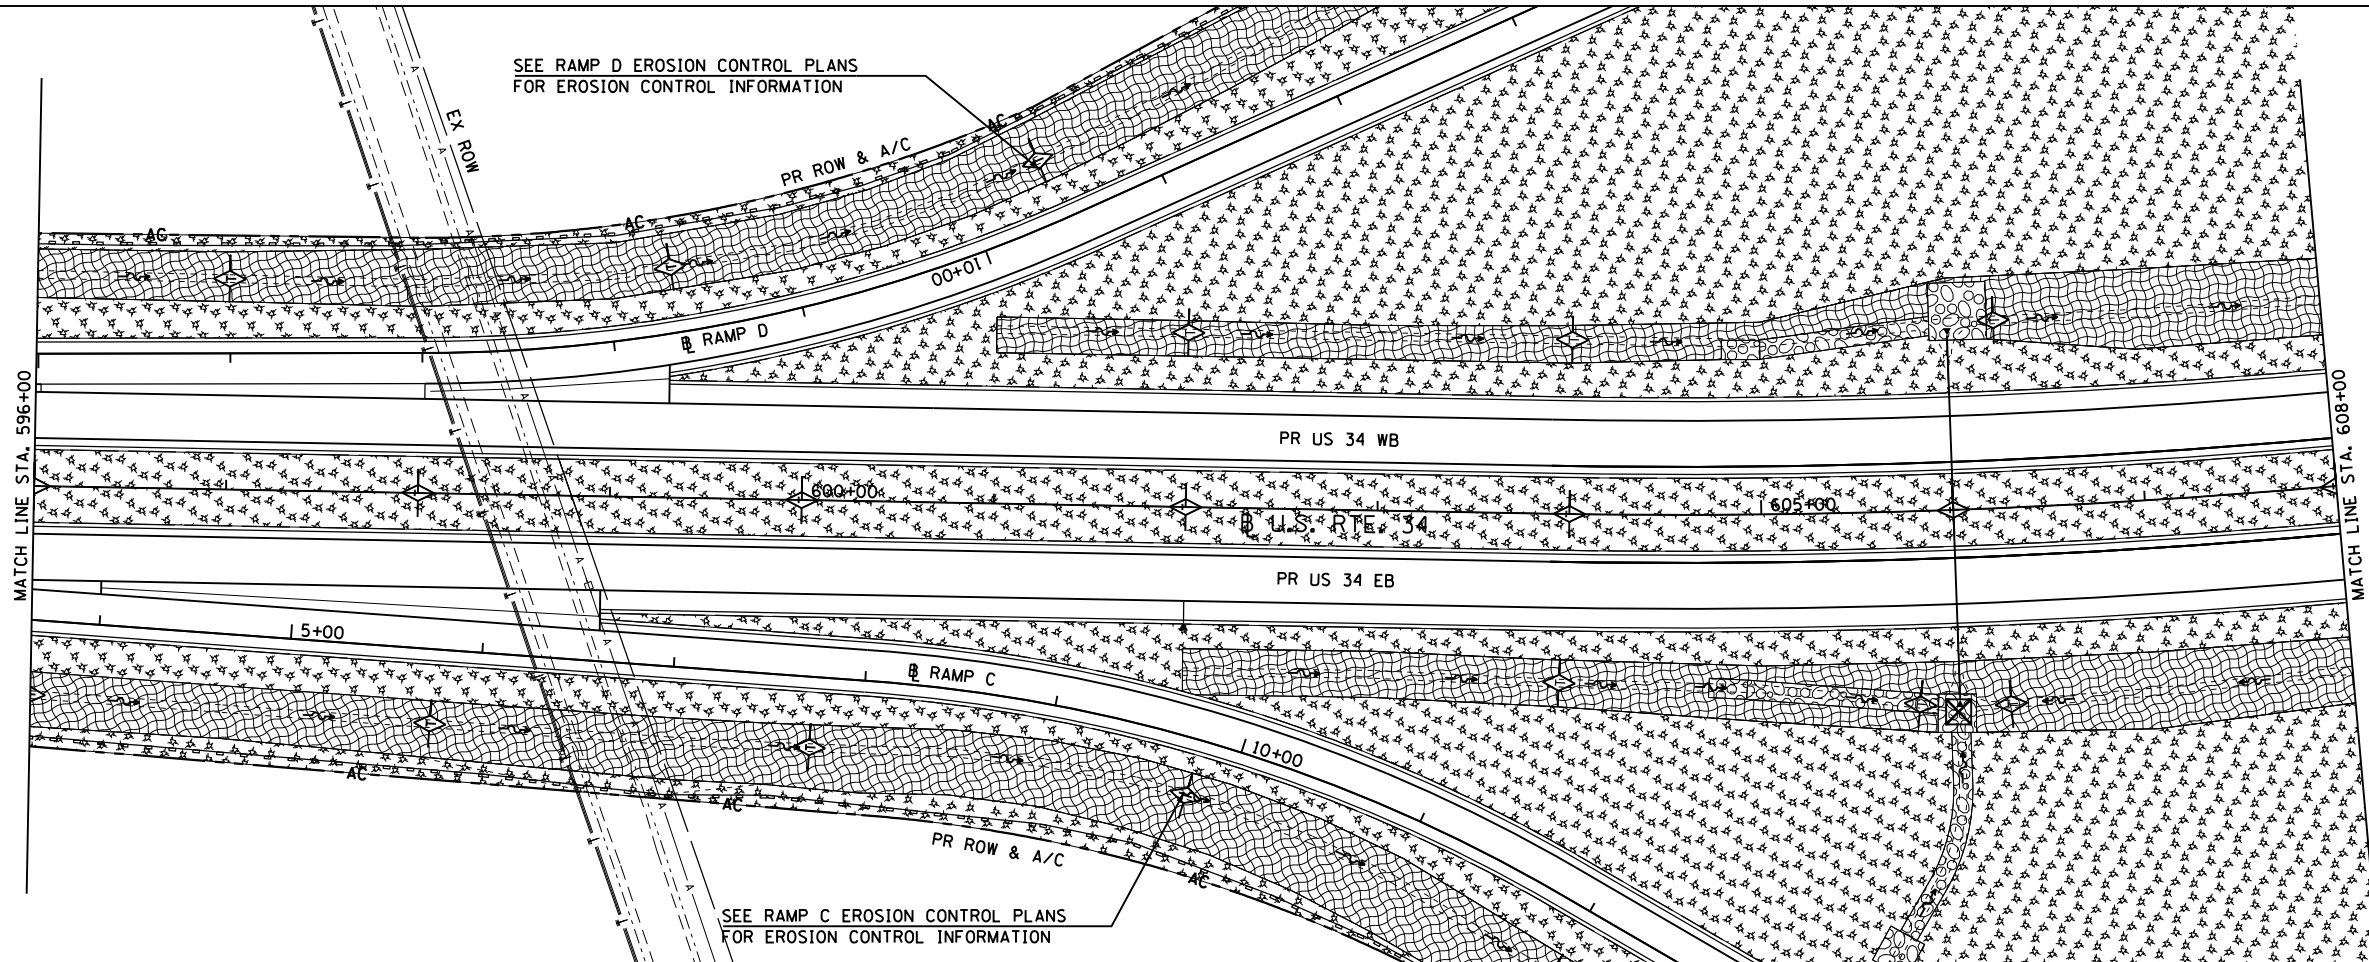 SEE RAMP D EROSION CONTROL PLANS
FOR EROSION CONTROL INFORMATION
EX ROW
PR ROW & A/C
AC
AC
AC
10+00
℄ RAMP D
MATCH LINE STA. 596+00
MATCH LINE STA. 608+00
PR US 34 WB
600+00
605+00
℄ U.S. RTE. 34
PR US 34 EB
5+00
℄ RAMP C
10+00
AC
AC
AC
PR ROW & A/C
SEE RAMP C EROSION CONTROL PLANS
FOR EROSION CONTROL INFORMATION